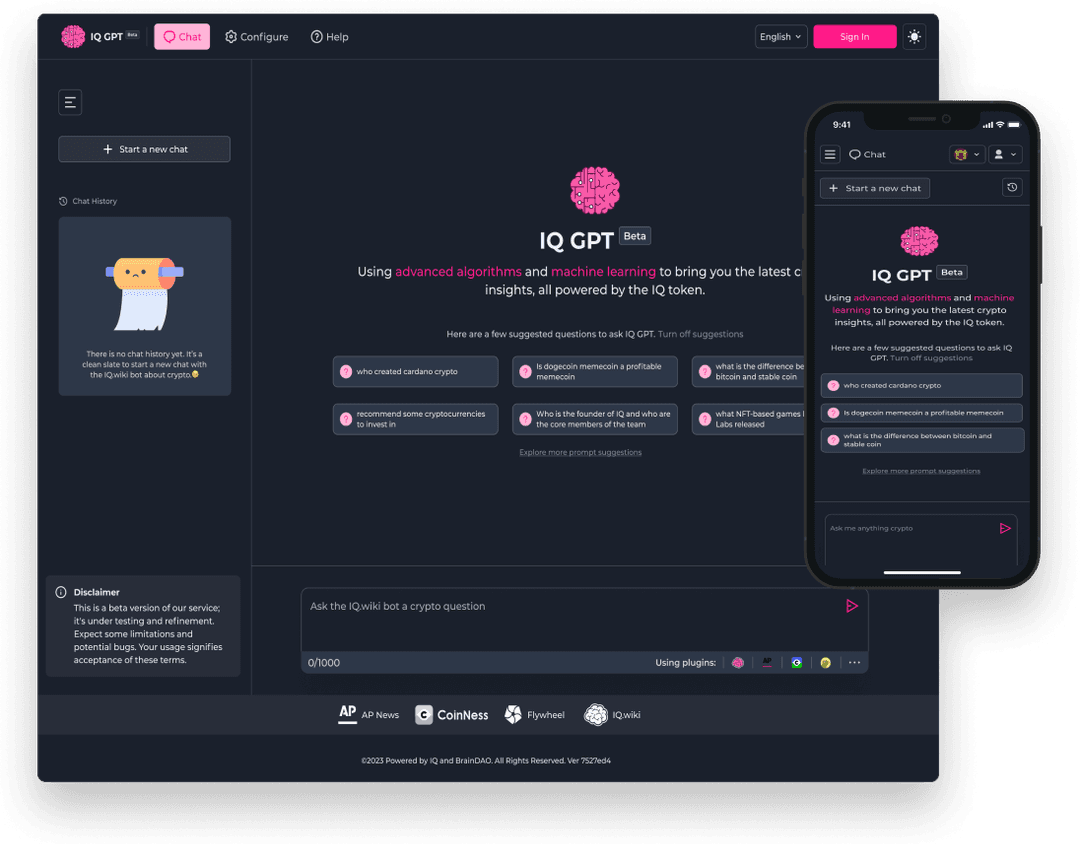 IQ GPT Beta
Chat
Configure
Help
English
Sign In
Start a new chat
Chat History
There is no chat history yet. It's a
clean slate to start a new chat with
the IQ.wiki bot about crypto.
Disclaimer
This is a beta version of our service;
it's under testing and refinement.
Expect some limitations and
potential bugs. Your usage signifies
acceptance of these terms.
IQ GPT Beta
Using advanced algorithms and machine learning to bring you the latest c
insights, all powered by the IQ token.
Here are a few suggested questions to ask IQ GPT. Turn off suggestions
? who created cardano crypto
? Is dogecoin memecoin a profitable
memecoin
? what is the difference be
bitcoin and stable coin
? recommend some cryptocurrencies
to invest in
? Who is the founder of IQ and who are
the core members of the team
? what NFT-based games
Labs released
Explore more prompt suggestions
Ask the IQ.wiki bot a crypto question
0/1000
Using plugins:
AP
AP AP News
C CoinNess
Flywheel
IQ.wiki
©2023 Powered by IQ and BrainDAO. All Rights Reserved. Ver 7527ed4
9:41
Chat
Start a new chat
IQ GPT Beta
Using advanced algorithms and machine
learning to bring you the latest crypto
insights, all powered by the IQ token.
Here are a few suggested questions to ask IQ
GPT. Turn off suggestions
? who created cardano crypto
? Is dogecoin memecoin a profitable memecoin
? what is the difference between bitcoin and
stable coin
Explore more prompt suggestions
Ask me anything crypto